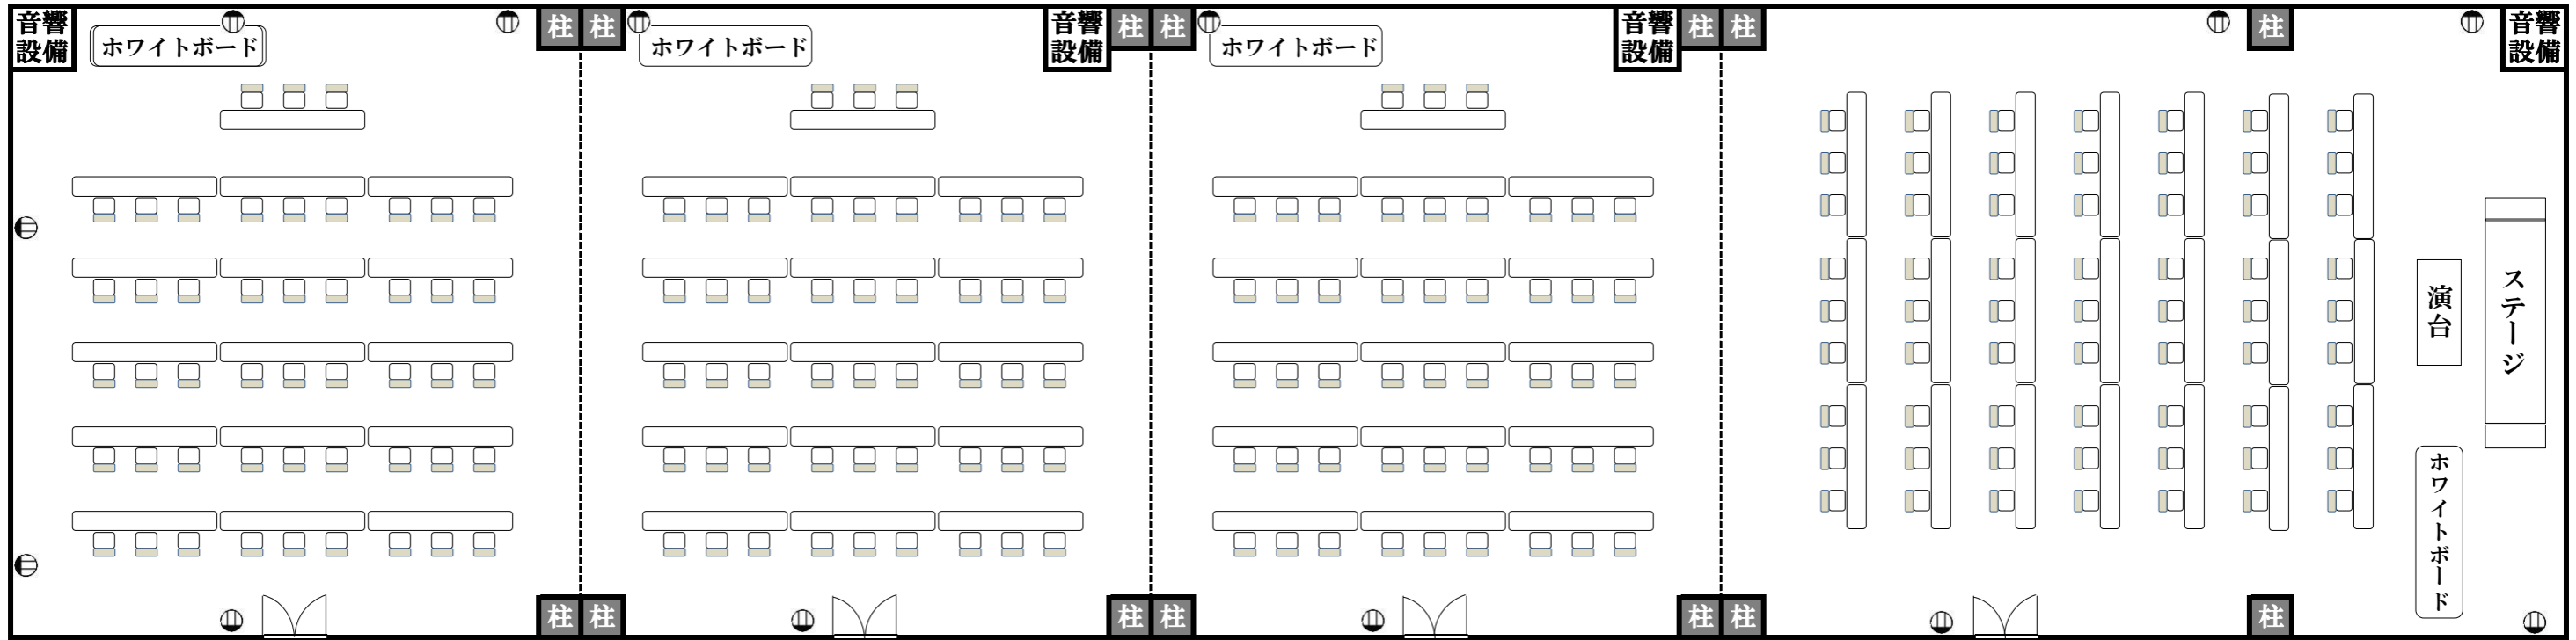 音響
設備
ホワイトボード
柱 柱
ホワイトボード
音響
設備
柱 柱
ホワイトボード
音響
設備
柱 柱
柱
音響
設備
演台
ステージ
ホワイトボード
柱 柱
柱 柱
柱 柱
柱